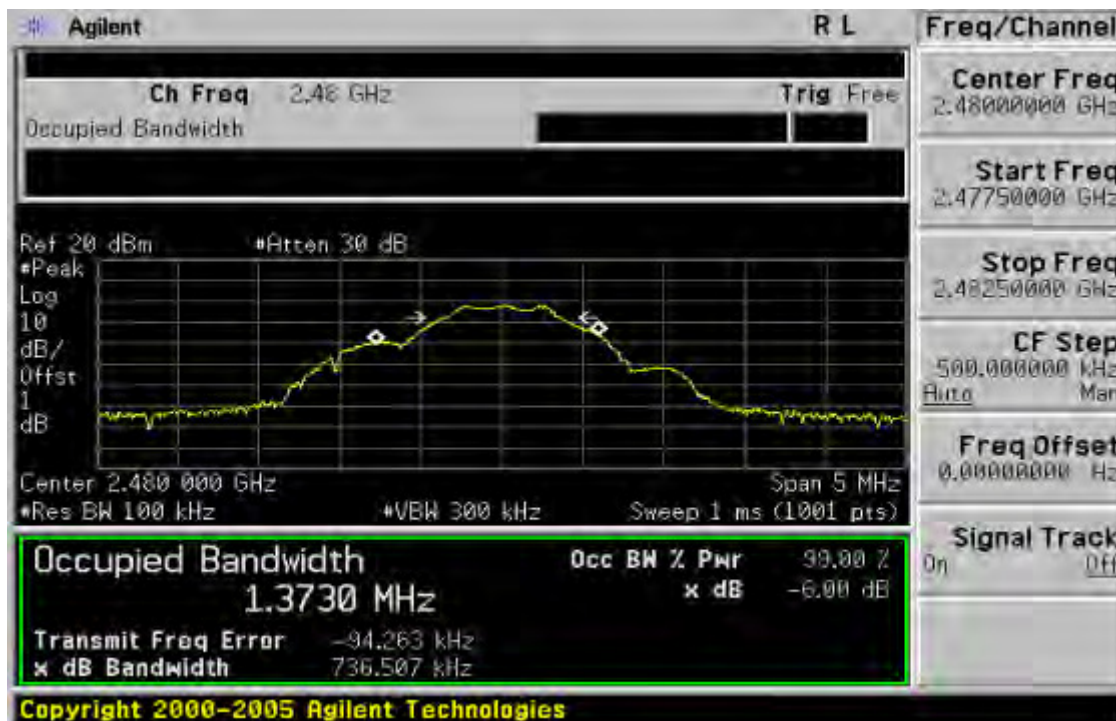 Agilent R L
Ch Freq 2.48 GHz Trig Free
Occupied Bandwidth
Ref 20 dBm #Atten 30 dB
#Peak
Log
10
dB/
Offst
1
dB
Center 2.480 000 GHz Span 5 MHz
#Res BW 100 kHz #VBW 300 kHz Sweep 1 ms (1001 pts)
Occupied Bandwidth
1.3730 MHz
Occ BW % Pwr 99.00 %
x dB -6.00 dB
Transmit Freq Error -94.263 kHz
x dB Bandwidth 736.507 kHz
Copyright 2000-2005 Agilent Technologies
Freq/Channel
Center Freq
2.48000000 GHz
Start Freq
2.47750000 GHz
Stop Freq
2.48250000 GHz
CF Step
500.000000 kHz
Auto Man
Freq Offset
0.00000000 Hz
Signal Track
On Off